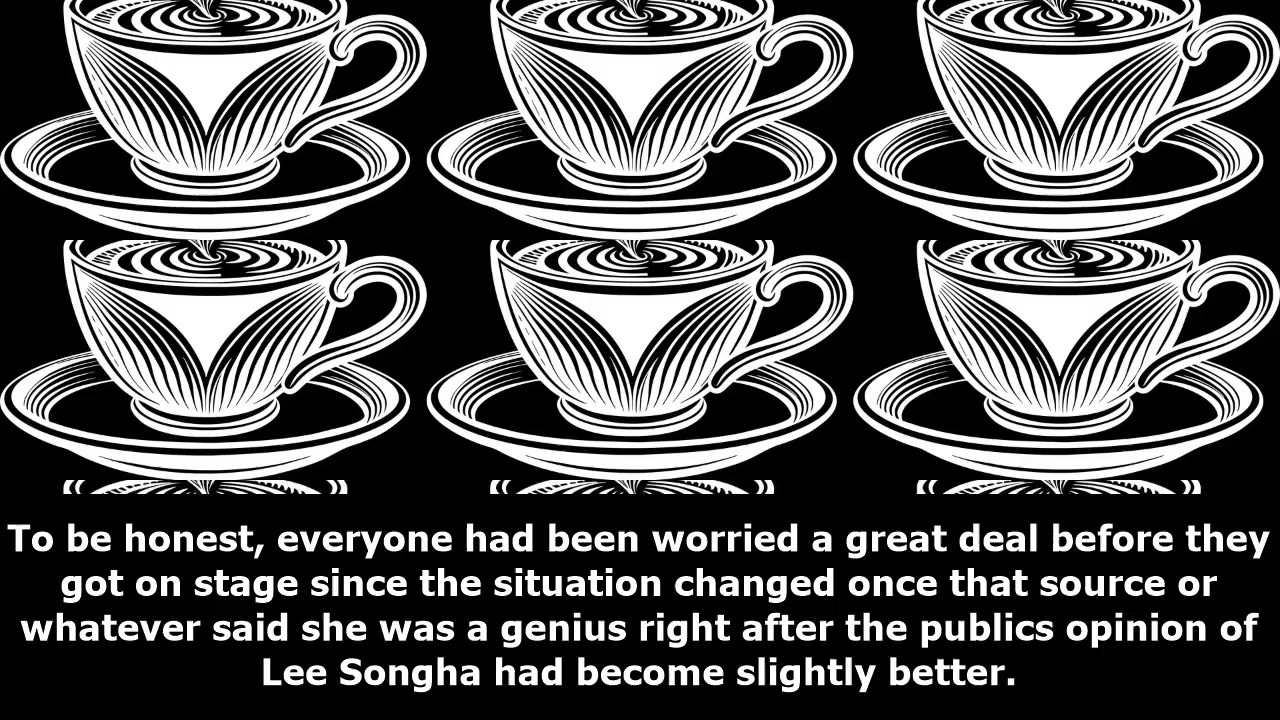 To be honest, everyone had been worried a great deal before they
got on stage since the situation changed once that source or
whatever said she was a genius right after the publics opinion of
Lee Songha had become slightly better.